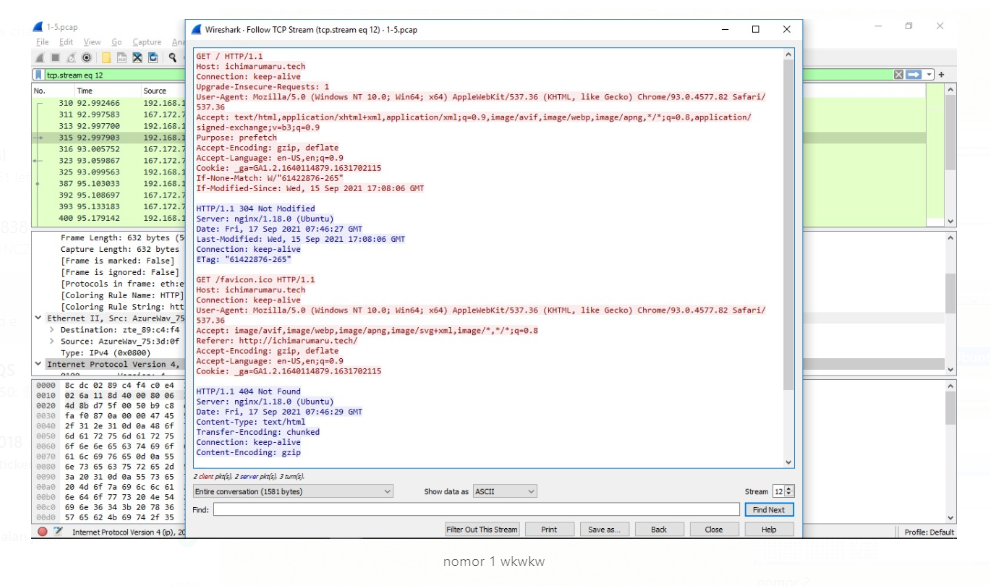 1-5.pcap
File Edit View Go Capture
tcp.stream eq 12
No. Time Source
310 92.992466 192.168.1
311 92.997583 167.172.7
313 92.997700 192.168.1
315 92.997903 192.168.1
316 93.005752 167.172.7
323 93.059867 167.172.7
325 93.099563 192.168.1
387 95.103033 192.168.1
392 95.108697 167.172.7
393 95.133183 167.172.7
400 95.179142 192.168.1
Frame Length: 632 bytes (5
Capture Length: 632 bytes
[Frame is marked: False]
[Frame is ignored: False]
[Protocols in frame: eth:e
[Coloring Rule Name: HTTP]
[Coloring Rule String: htt
Ethernet II, Src: AzureWav_75
Destination: zte_89:c4:f4
Source: AzureWav_75:3d:0f
Type: IPv4 (0x0800)
Internet Protocol Version 4,
0000 8c dc 02 89 c4 f4 c0 e4
0010 02 6a 11 8d 40 00 80 06
0020 4d 8b d7 5f 00 50 b9 c8
0030 fa f0 87 0a 00 00 47 45
0040 2f 31 2e 31 0d 0a 48 6f
0050 6d 61 72 75 6d 61 72 75
0060 6f 6e 6e 65 63 74 69 6f
0070 61 6c 69 76 65 0d 0a 55
0080 6e 73 65 63 75 72 65 2d
0090 3a 20 31 0d 0a 55 73 65
00a0 20 4d 6f 7a 69 6c 6c 61
00b0 6e 64 6f 77 73 20 4e 54
00c0 69 6e 36 34 3b 20 78 36
00d0 57 65 62 4b 69 74 2f 35
Internet Protocol Version 4 (ip), 20
Profile: Default
Wireshark · Follow TCP Stream (tcp.stream eq 12) · 1-5.pcap
GET / HTTP/1.1
Host: ichimarumaru.tech
Connection: keep-alive
Upgrade-Insecure-Requests: 1
User-Agent: Mozilla/5.0 (Windows NT 10.0; Win64; x64) AppleWebKit/537.36 (KHTML, like Gecko) Chrome/93.0.4577.82 Safari/
537.36
Accept: text/html,application/xhtml+xml,application/xml;q=0.9,image/avif,image/webp,image/apng,*/*;q=0.8,application/
signed-exchange;v=b3;q=0.9
Purpose: prefetch
Accept-Encoding: gzip, deflate
Accept-Language: en-US,en;q=0.9
Cookie: _ga=GA1.2.1640114879.1631702115
If-None-Match: W/"61422876-265"
If-Modified-Since: Wed, 15 Sep 2021 17:08:06 GMT
HTTP/1.1 304 Not Modified
Server: nginx/1.18.0 (Ubuntu)
Date: Fri, 17 Sep 2021 07:46:27 GMT
Last-Modified: Wed, 15 Sep 2021 17:08:06 GMT
Connection: keep-alive
ETag: "61422876-265"
GET /favicon.ico HTTP/1.1
Host: ichimarumaru.tech
Connection: keep-alive
User-Agent: Mozilla/5.0 (Windows NT 10.0; Win64; x64) AppleWebKit/537.36 (KHTML, like Gecko) Chrome/93.0.4577.82 Safari/
537.36
Accept: image/avif,image/webp,image/apng,image/svg+xml,image/*,*/*;q=0.8
Referer: http://ichimarumaru.tech/
Accept-Encoding: gzip, deflate
Accept-Language: en-US,en;q=0.9
Cookie: _ga=GA1.2.1640114879.1631702115
HTTP/1.1 404 Not Found
Server: nginx/1.18.0 (Ubuntu)
Date: Fri, 17 Sep 2021 07:46:29 GMT
Content-Type: text/html
Transfer-Encoding: chunked
Connection: keep-alive
Content-Encoding: gzip
2 client pkt(s), 2 server pkt(s), 3 turn(s).
Entire conversation (1581 bytes) Show data as ASCII Stream 12
Find: Find Next
Filter Out This Stream Print Save as... Back Close Help
nomor 1 wkwkw